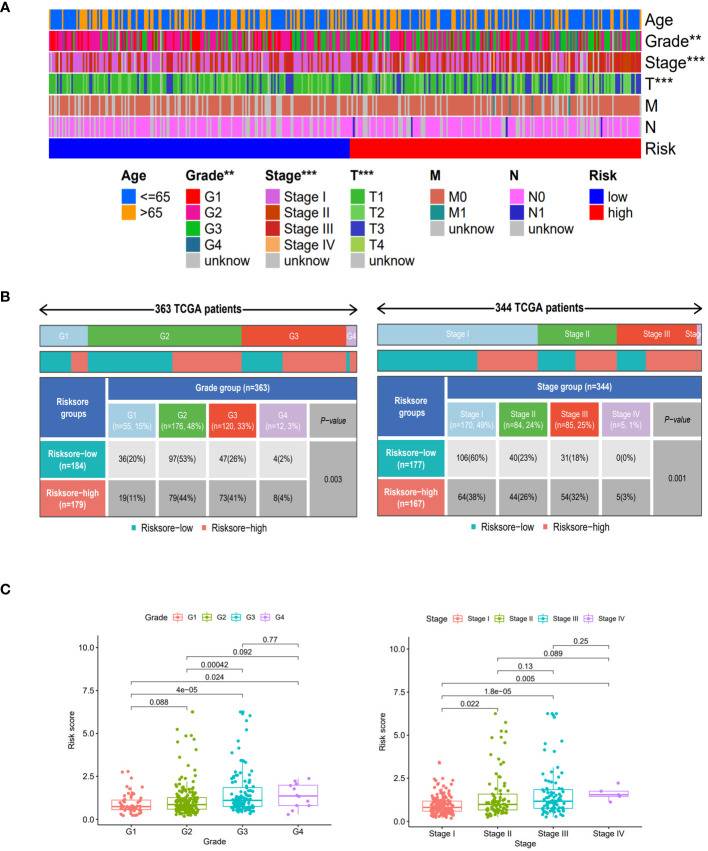 A
Age
Grade**
Stage***
T***
M
N
Risk
Age Grade** Stage*** T*** M N Risk
<=65 G1 Stage I T1 M0 N0 low
>65 G2 Stage II T2 M1 N1 high
G3 Stage III T3 unknow unknow
G4 Stage IV T4
unknow unknow unknow
B
363 TCGA patients
G1 G2 G3 G4
Grade group (n=363)
Risksore groups
G1 (n=55, 15%) G2 (n=176, 48%) G3 (n=120, 33%) G4 (n=12, 3%) P-value
Risksore-low (n=184) 36(20%) 97(53%) 47(26%) 4(2%) 0.003
Risksore-high (n=179) 19(11%) 79(44%) 73(41%) 8(4%)
Risksore-low Risksore-high
344 TCGA patients
Stage I Stage II Stage III Stag
Stage group (n=344)
Risksore groups
Stage I (n=170, 49%) Stage II (n=84, 24%) Stage III (n=85, 25%) Stage IV (n=5, 1%) P-value
Risksore-low (n=177) 106(60%) 40(23%) 31(18%) 0(0%) 0.001
Risksore-high (n=167) 64(38%) 44(26%) 54(32%) 5(3%)
Risksore-low Risksore-high
C
Grade G1 G2 G3 G4
Risk score
10.0
7.5
5.0
2.5
0.0
0.77
0.092
0.00042
0.024
4e-05
0.088
G1 G2 G3 G4
Grade
Stage Stage I Stage II Stage III Stage IV
Risk score
10.0
7.5
5.0
2.5
0.0
0.25
0.089
0.13
0.005
1.8e-05
0.022
Stage I Stage II Stage III Stage IV
Stage